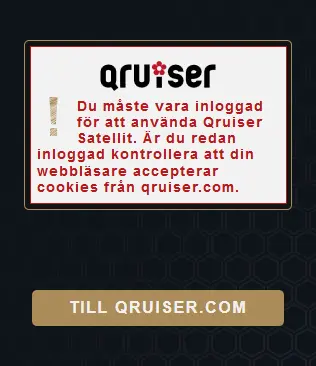 QRUISER
!
Du måste vara inloggad
för att använda Qruiser
Satellit. Är du redan
inloggad kontrollera att din
webbläsare accepterar
cookies från qruiser.com.
TILL QRUISER.COM